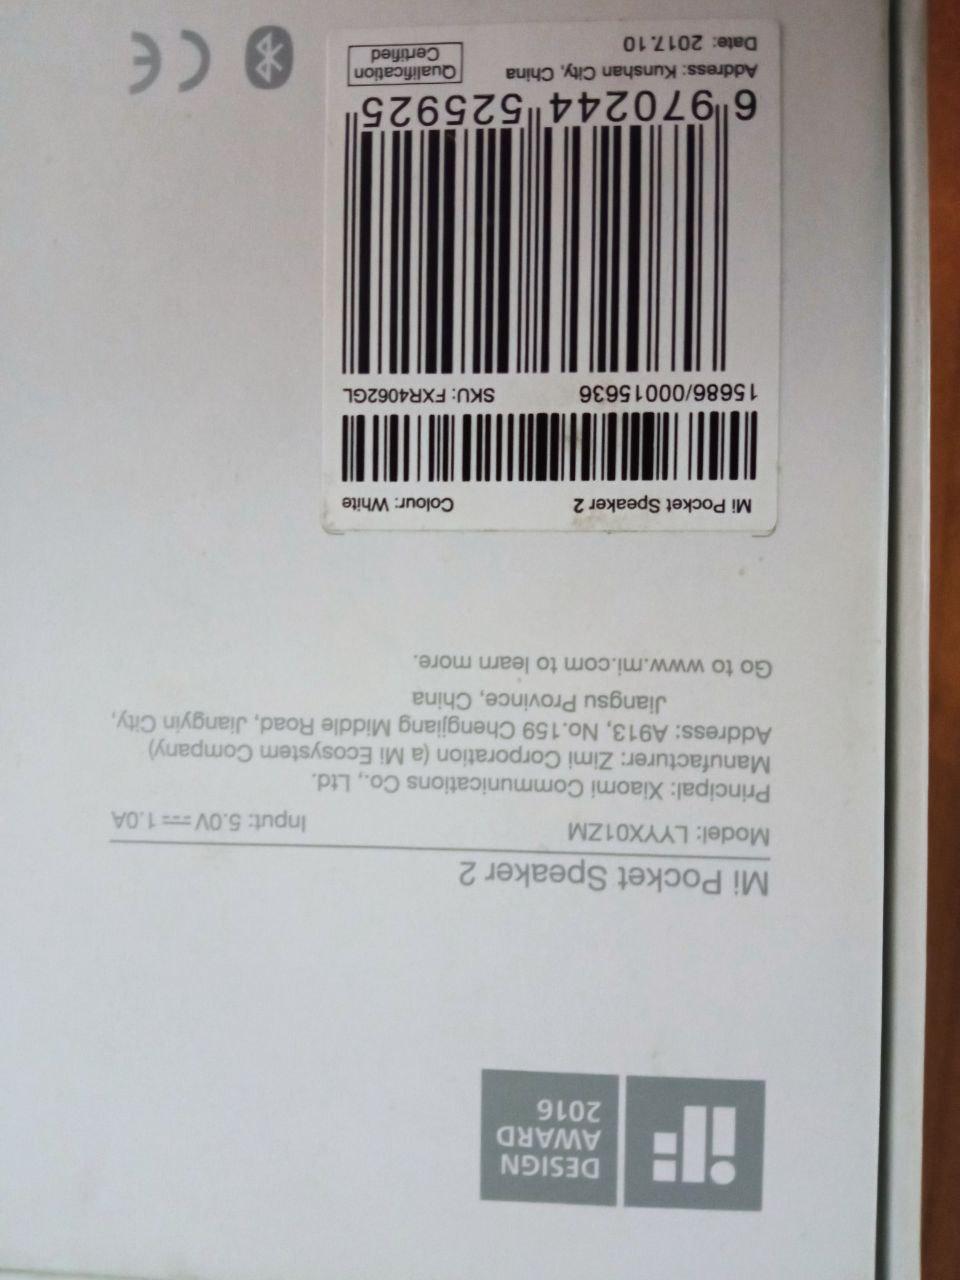 iF
DESIGN
AWARD
2016
Mi Pocket Speaker 2
Model: LYYX01ZM Input: 5.0V⎓1.0A
Principal: Xiaomi Communications Co., Ltd.
Manufacturer: Zimi Corporation (a Mi Ecosystem Company)
Address: A913, No.159 Chengjiang Middle Road, Jiangyin City,
Jiangsu Province, China
Go to www.mi.com to learn more.
Mi Pocket Speaker 2 Colour: White
15686/00015636 SKU: FXR4062GL
6 970244 525925
Address: Kunshan City, China
Date: 2017.10
Qualification
Certified
CE